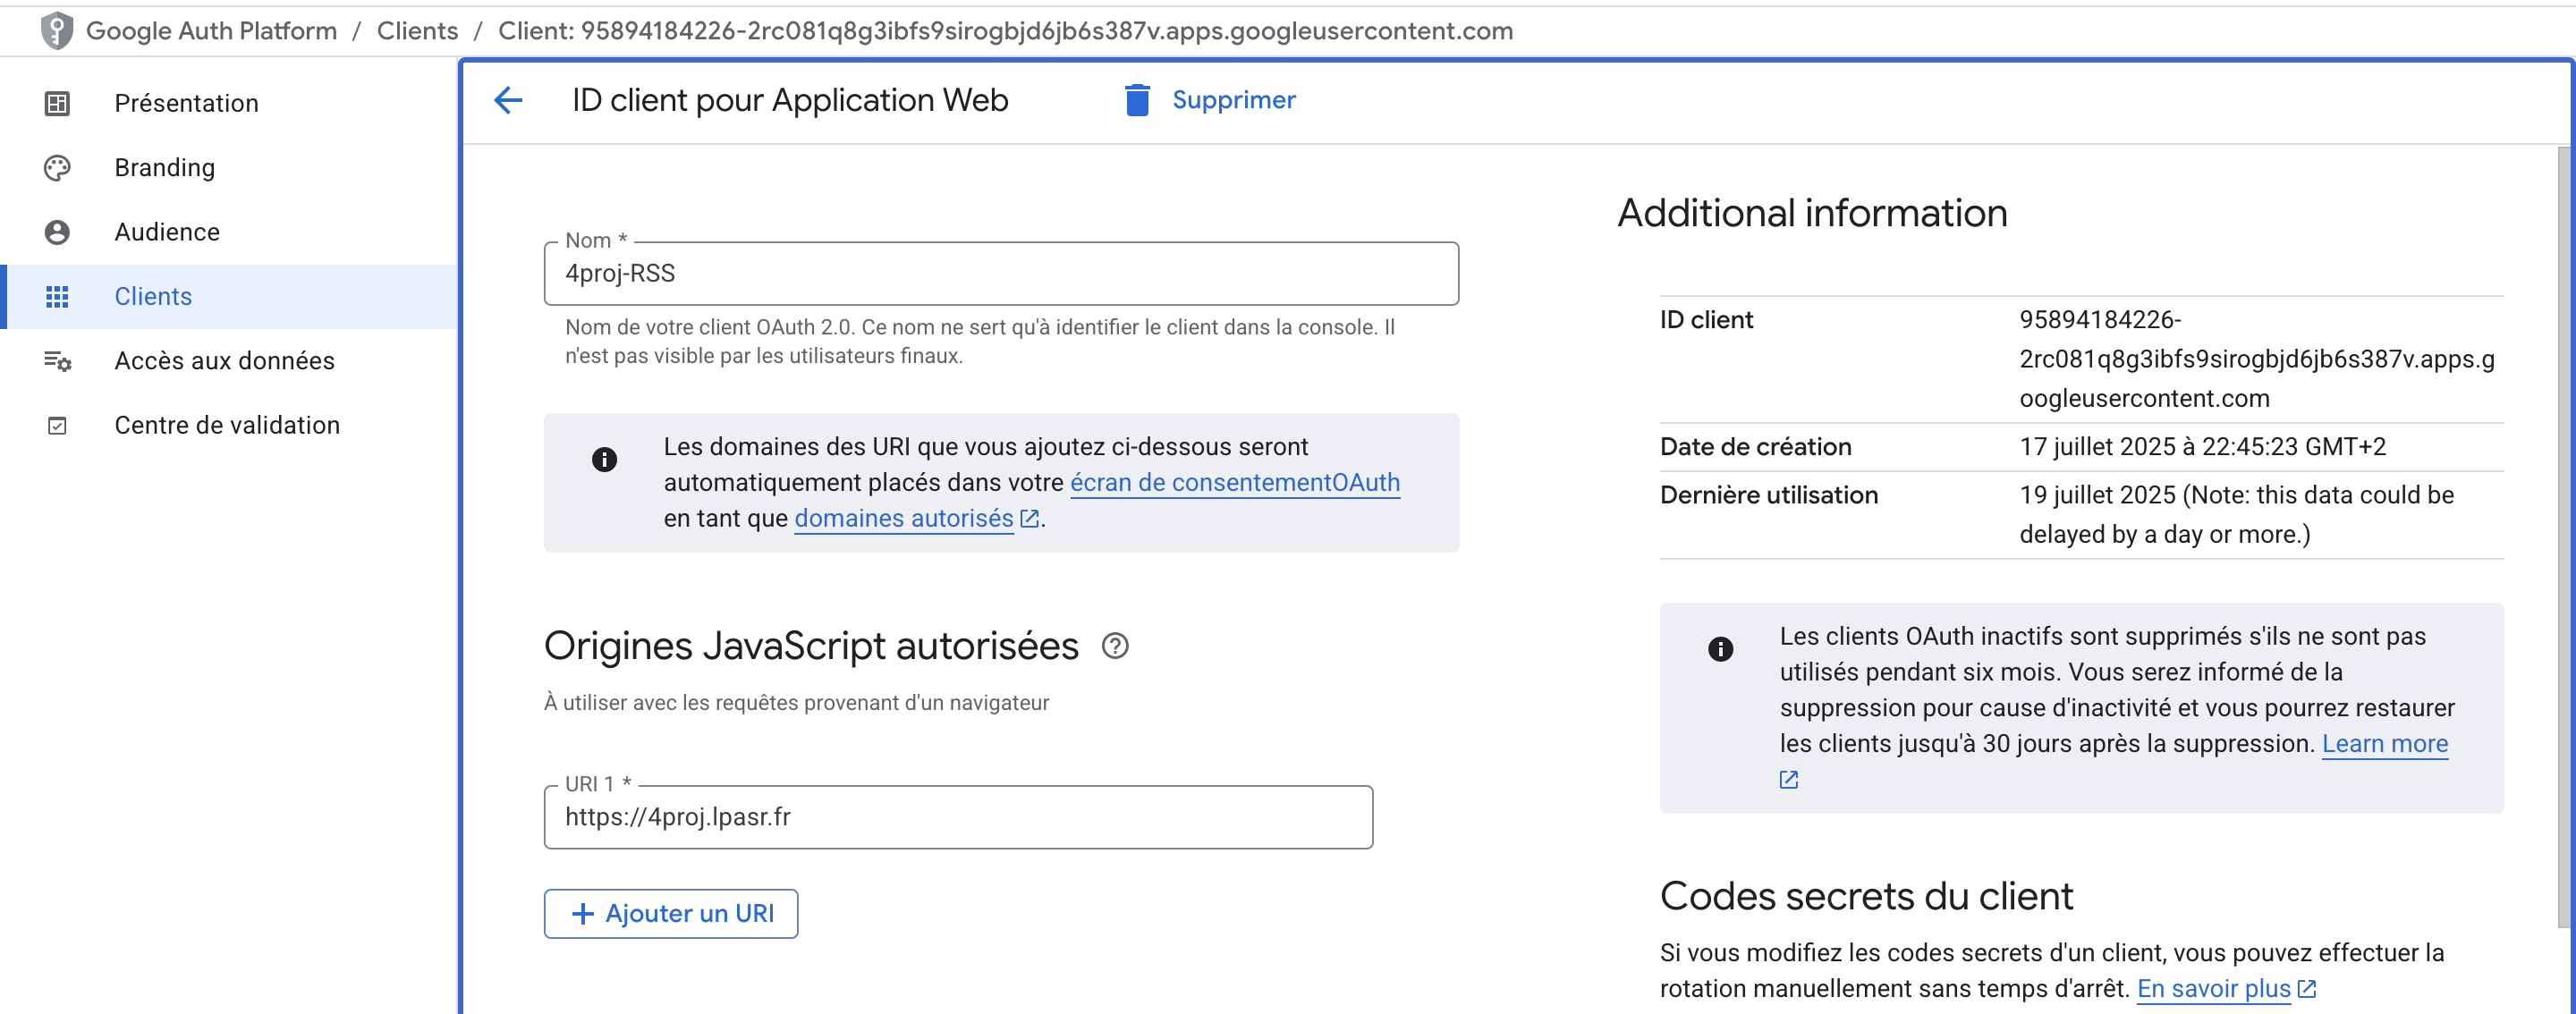 Google Auth Platform / Clients / Client: 95894184226-2rc081q8g3ibfs9sirogbjd6jb6s387v.apps.googleusercontent.com
Présentation
Branding
Audience
Clients
Accès aux données
Centre de validation
ID client pour Application Web
Supprimer
Nom *
4proj-RSS
Nom de votre client OAuth 2.0. Ce nom ne sert qu'à identifier le client dans la console. Il
n'est pas visible par les utilisateurs finaux.
Les domaines des URI que vous ajoutez ci-dessous seront
automatiquement placés dans votre écran de consentementOAuth
en tant que domaines autorisés.
Origines JavaScript autorisées
À utiliser avec les requêtes provenant d'un navigateur
URI 1 *
https://4proj.lpasr.fr
+ Ajouter un URI
Additional information
ID client
95894184226-
2rc081q8g3ibfs9sirogbjd6jb6s387v.apps.g
oogleusercontent.com
Date de création
17 juillet 2025 à 22:45:23 GMT+2
Dernière utilisation
19 juillet 2025 (Note: this data could be
delayed by a day or more.)
Les clients OAuth inactifs sont supprimés s'ils ne sont pas
utilisés pendant six mois. Vous serez informé de la
suppression pour cause d'inactivité et vous pourrez restaurer
les clients jusqu'à 30 jours après la suppression. Learn more
Codes secrets du client
Si vous modifiez les codes secrets d'un client, vous pouvez effectuer la
rotation manuellement sans temps d'arrêt. En savoir plus